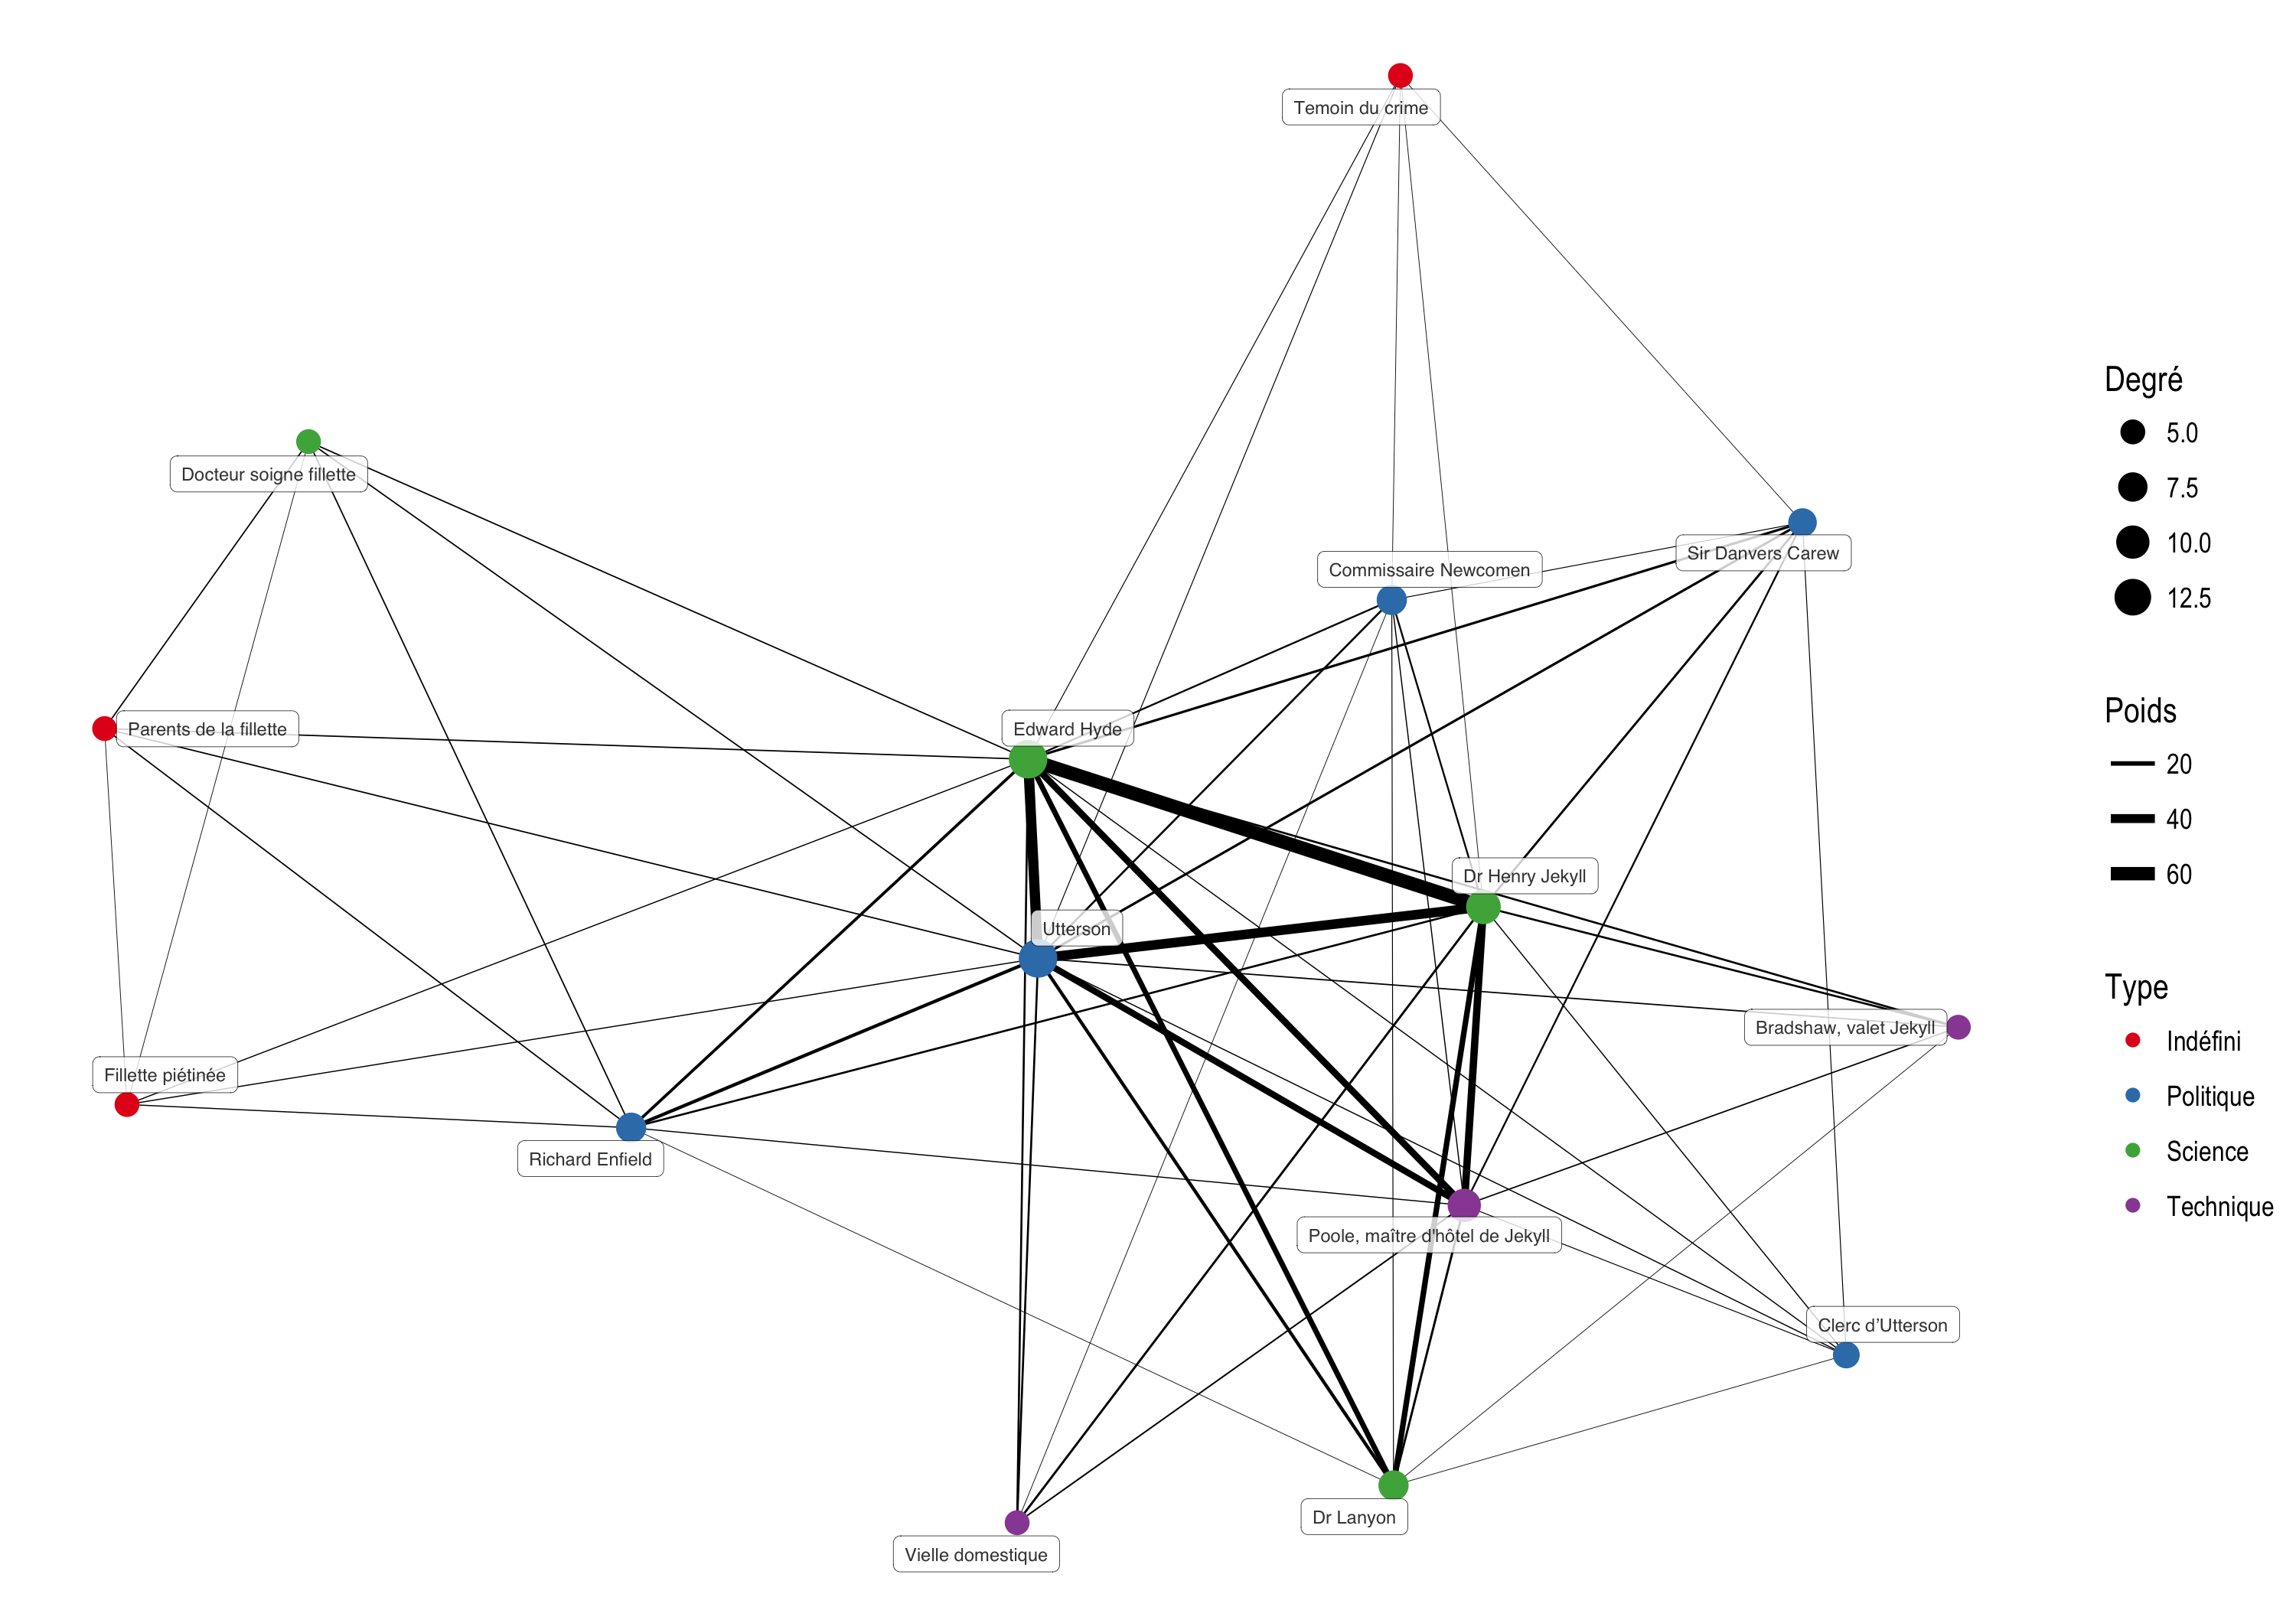 Temoin du crime
Docteur soigne fillette
Sir Danvers Carew
Commissaire Newcomen
Parents de la fillette
Edward Hyde
Dr Henry Jekyll
Utterson
Bradshaw, valet Jekyll
Fillette piétinée
Richard Enfield
Poole, maître d'hôtel de Jekyll
Clerc d’Utterson
Dr Lanyon
Vielle domestique
Degré
5.0
7.5
10.0
12.5
Poids
20
40
60
Type
Indéfini
Politique
Science
Technique